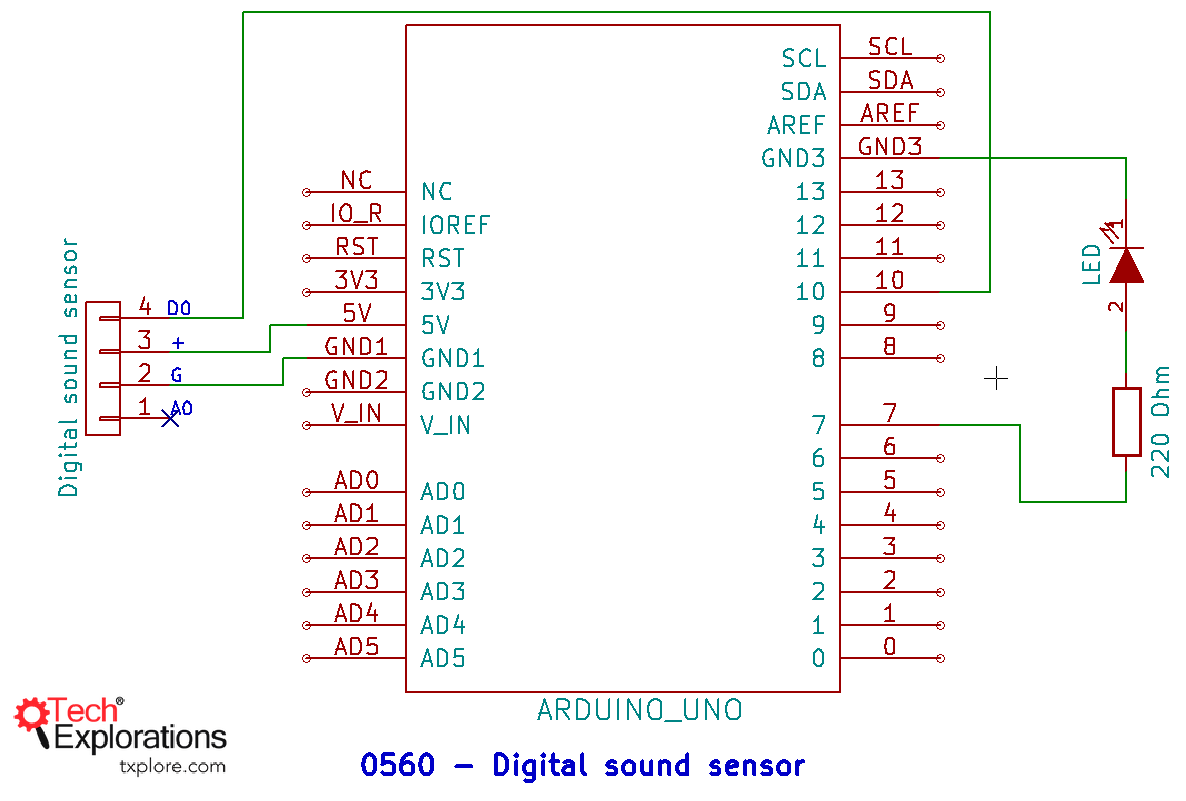 SCL SCL
SDA SDA
AREF AREF
GND3 GND3
NC NC 13 13
IO_R IOREF 12 12
RST RST 11 11
3V3 3V3 10 10
5V 5V 9 9
GND1 GND1 8 8
GND2 GND2
V_IN V_IN 7 7
6 6
AD0 AD0 5 5
AD1 AD1 4 4
AD2 AD2 3 3
AD3 AD3 2 2
AD4 AD4 1 1
AD5 AD5 0 0
ARDUINO_UNO
Digital sound sensor
4 D0
3 +
2 G
1 A0
1
LED
2
220 Ohm
Tech®
Explorations
txplore.com
0560 - Digital sound sensor